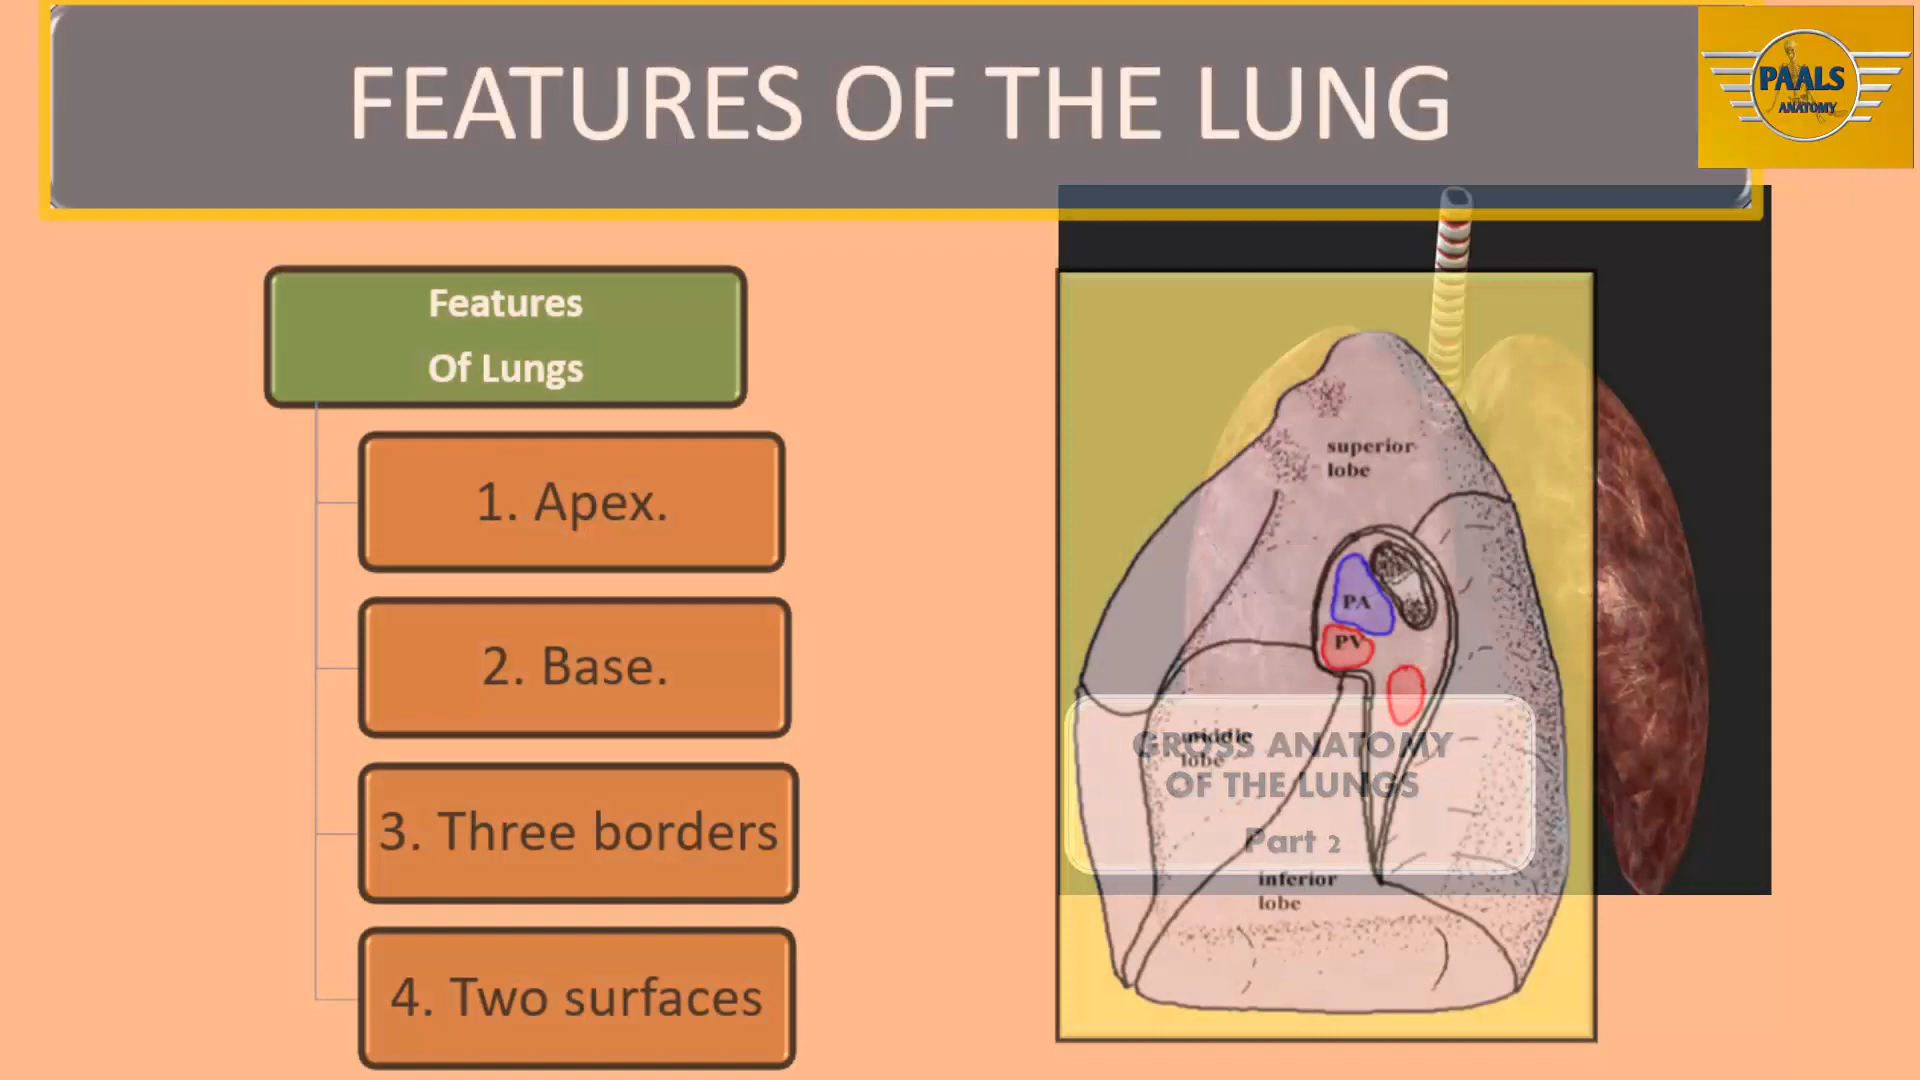 FEATURES OF THE LUNG
PAALS
ANATOMY
Features
Of Lungs
1. Apex.
2. Base.
3. Three borders
4. Two surfaces
superior
lobe
PA
PV
middle
lobe
GROSS ANATOMY
OF THE LUNGS
Part 2
inferior
lobe